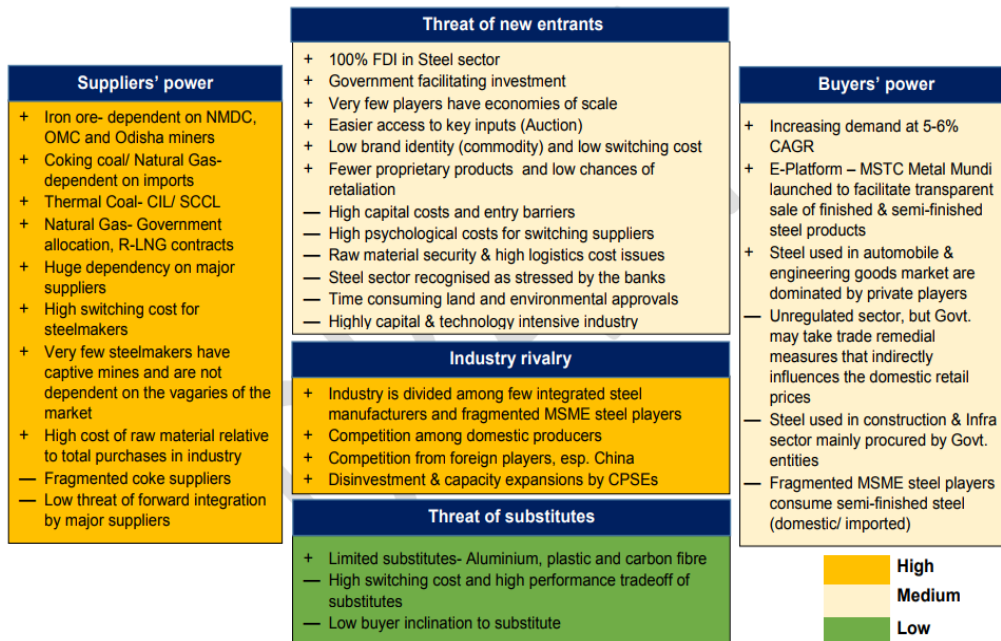 Suppliers' power
+ Iron ore- dependent on NMDC,
OMC and Odisha miners
+ Coking coal/ Natural Gas-
dependent on imports
+ Thermal Coal- CIL/ SCCL
+ Natural Gas- Government
allocation, R-LNG contracts
+ Huge dependency on major
suppliers
+ High switching cost for
steelmakers
+ Very few steelmakers have
captive mines and are not
dependent on the vagaries of the
market
+ High cost of raw material relative
to total purchases in industry
— Fragmented coke suppliers
— Low threat of forward integration
by major suppliers
Threat of new entrants
+ 100% FDI in Steel sector
+ Government facilitating investment
+ Very few players have economies of scale
+ Easier access to key inputs (Auction)
+ Low brand identity (commodity) and low switching cost
+ Fewer proprietary products and low chances of
retaliation
— High capital costs and entry barriers
— High psychological costs for switching suppliers
— Raw material security & high logistics cost issues
— Steel sector recognised as stressed by the banks
— Time consuming land and environmental approvals
— Highly capital & technology intensive industry
Industry rivalry
+ Industry is divided among few integrated steel
manufacturers and fragmented MSME steel players
+ Competition among domestic producers
+ Competition from foreign players, esp. China
+ Disinvestment & capacity expansions by CPSEs
Threat of substitutes
+ Limited substitutes- Aluminium, plastic and carbon fibre
— High switching cost and high performance tradeoff of
substitutes
— Low buyer inclination to substitute
Buyers' power
+ Increasing demand at 5-6%
CAGR
+ E-Platform – MSTC Metal Mundi
launched to facilitate transparent
sale of finished & semi-finished
steel products
+ Steel used in automobile &
engineering goods market are
dominated by private players
— Unregulated sector, but Govt.
may take trade remedial
measures that indirectly
influences the domestic retail
prices
— Steel used in construction & Infra
sector mainly procured by Govt.
entities
— Fragmented MSME steel players
consume semi-finished steel
(domestic/ imported)
High
Medium
Low